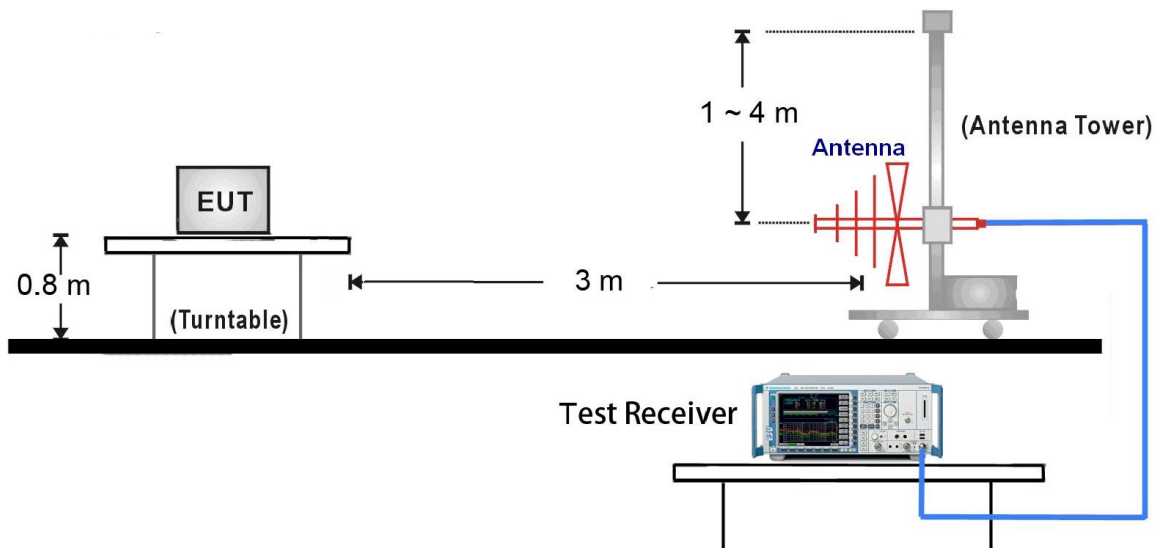 1 ~ 4 m
(Antenna Tower)
Antenna
EUT
0.8 m
3 m
(Turntable)
Test Receiver